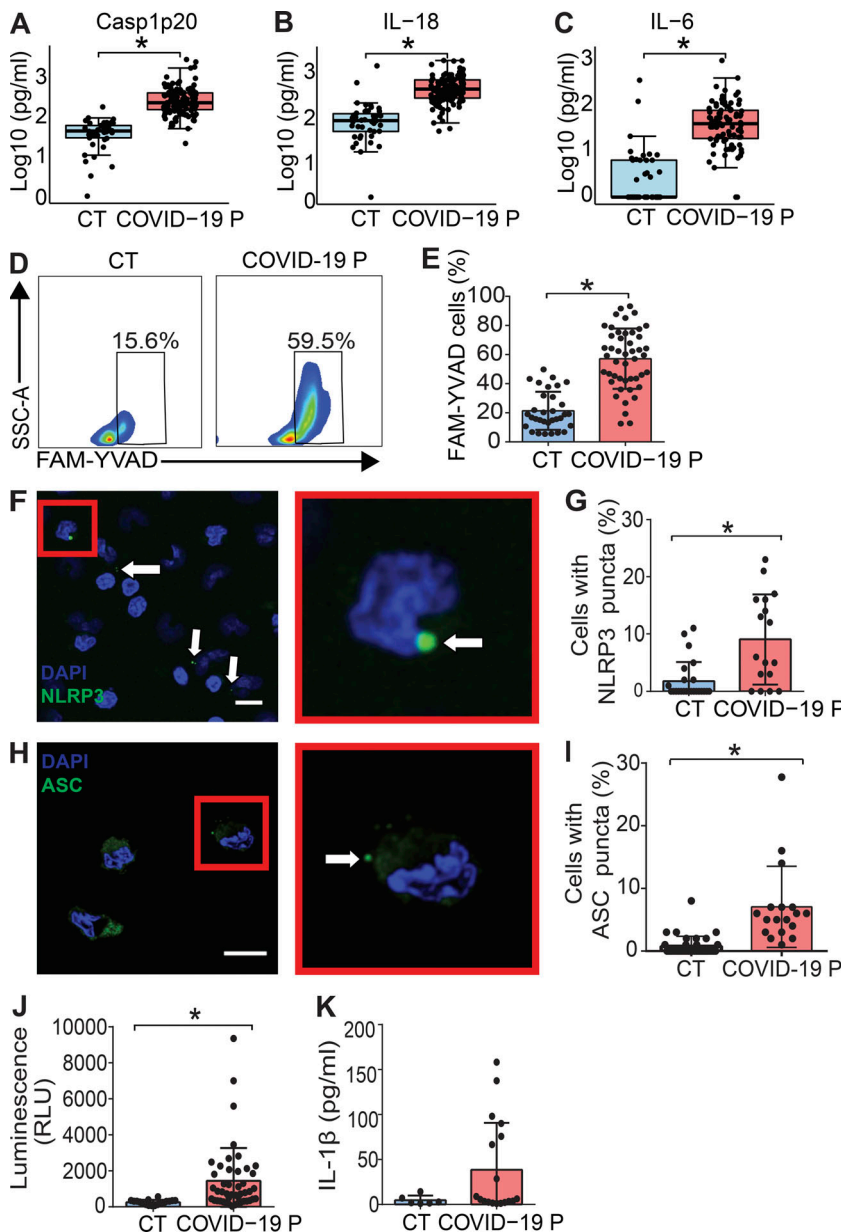 A Casp1p20
*
Log10 (pg/ml)
3
2
1
0
CT COVID−19 P
B IL−18
*
Log10 (pg/ml)
3
2
1
0
CT COVID−19 P
C IL−6
*
Log10 (pg/ml)
3
2
1
0
CT COVID−19 P
D CT COVID-19 P
15.6% 59.5%
SSC-A
FAM-YVAD
E
*
FAM-YVAD cells (%)
100
80
60
40
20
0
CT COVID−19 P
F
DAPI
NLRP3
G
*
Cells with
NLRP3 puncta (%)
30
20
10
0
CT COVID−19 P
H
DAPI
ASC
I
*
Cells with
ASC puncta (%)
30
20
10
0
CT COVID-19 P
J
*
Luminescence
(RLU)
10000
8000
6000
4000
2000
0
CT COVID−19 P
K
IL-1β (pg/ml)
200
150
100
50
0
CT COVID−19 P